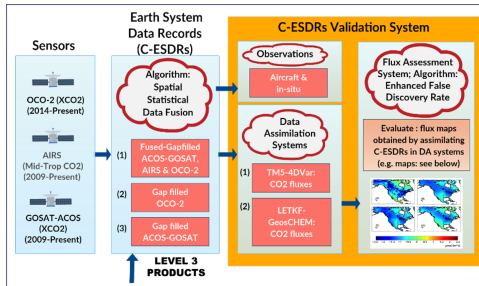 Sensors
OCO-2 (XCO2)
(2014-Present)
AIRS
(Mid-Trop CO2)
(2009-Present)
GOSAT-ACOS
(XCO2)
(2009-Present)
Earth System
Data Records
(C-ESDRs)
Algorithm:
Spatial
Statistical
Data Fusion
(1) Fused-Gapfilled
ACOS-GOSAT,
AIRS & OCO-2
(2) Gap filled
OCO-2
(3) Gap filled
ACOS-GOSAT
LEVEL 3
PRODUCTS
C-ESDRs Validation System
Observations
Aircraft &
in-situ
Data
Assimilation
Systems
(1) TM5-4DVar:
CO2 fluxes
(2) LETKF-
GeosCHEM:
CO2 fluxes
Flux Assessment
System; Algorithm:
Enhanced False
Discovery Rate
Evaluate : flux maps
obtained by assimilating
C-ESDRs in DA systems
(e.g. maps: see below)